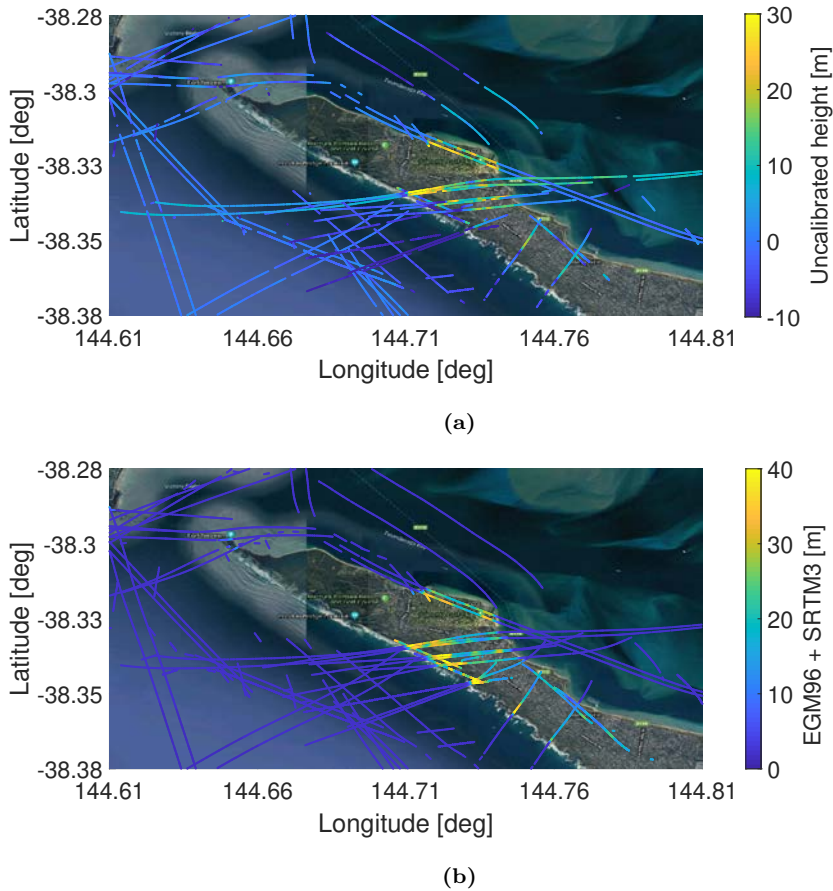 -38.28
-38.3
-38.33
-38.35
-38.38
Latitude [deg]
144.61 144.66 144.71 144.76 144.81
Longitude [deg]
30
20
10
0
-10
Uncalibrated height [m]
(a)
-38.28
-38.3
-38.33
-38.35
-38.38
Latitude [deg]
144.61 144.66 144.71 144.76 144.81
Longitude [deg]
40
30
20
10
0
EGM96 + SRTM3 [m]
(b)